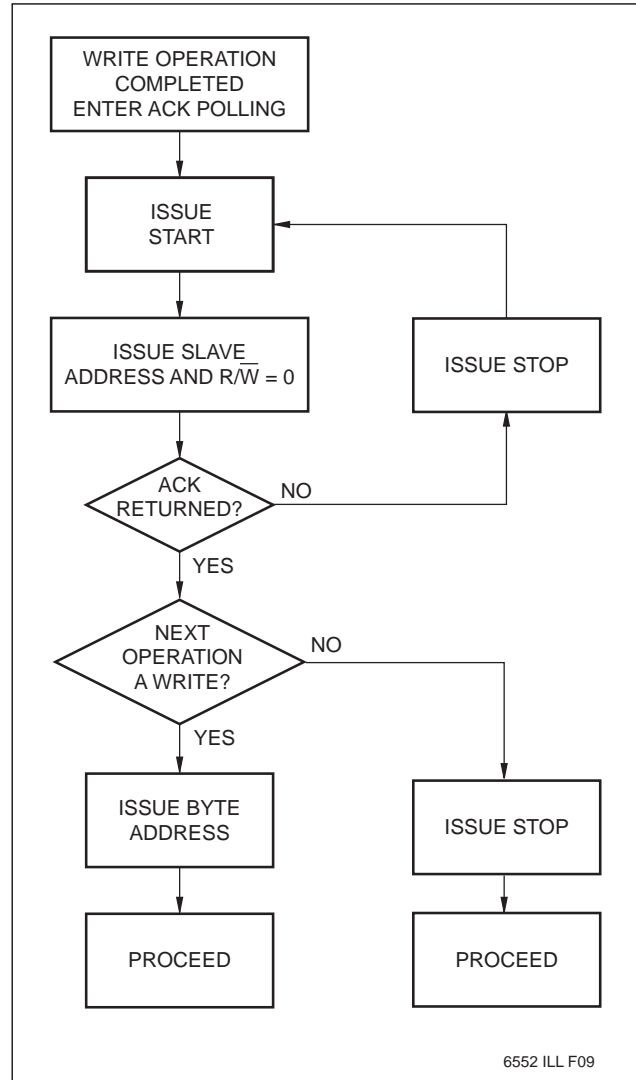 WRITE OPERATION
COMPLETED
ENTER ACK POLLING
ISSUE
START
ISSUE SLAVE
ADDRESS AND R/W̅ = 0
ISSUE STOP
ACK
RETURNED?
NO
YES
NEXT
OPERATION
A WRITE?
NO
YES
ISSUE BYTE
ADDRESS
ISSUE STOP
PROCEED
PROCEED
6552 ILL F09